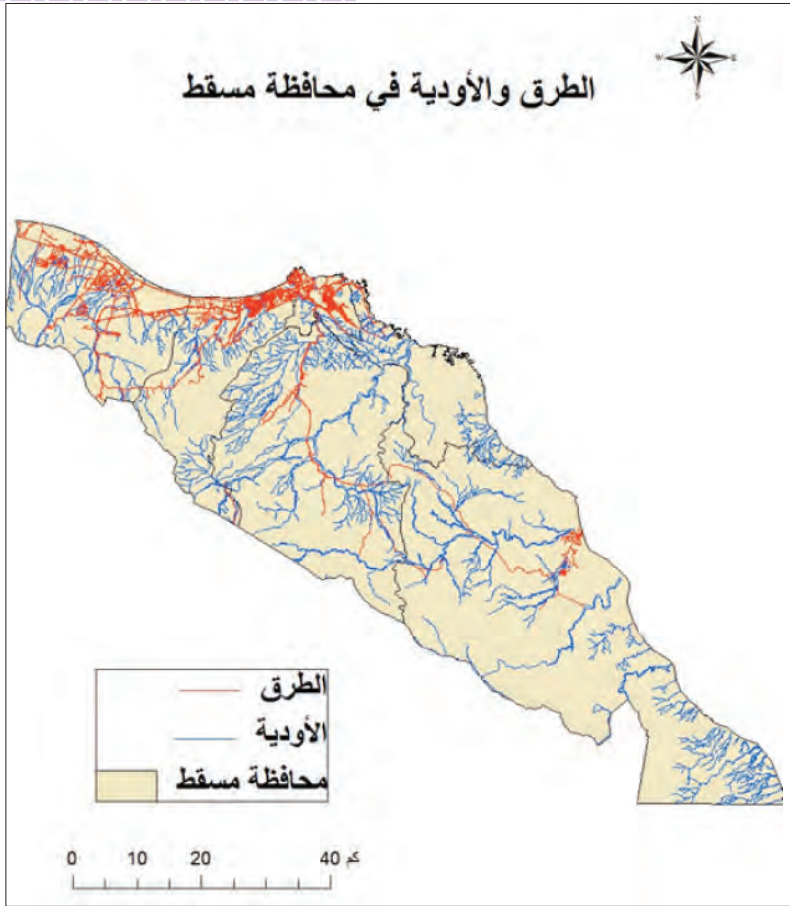 N
W
E
S
الطرق والأودية في محافظة مسقط
الطرق
الأودية
محافظة مسقط
0 10 20 40 كم